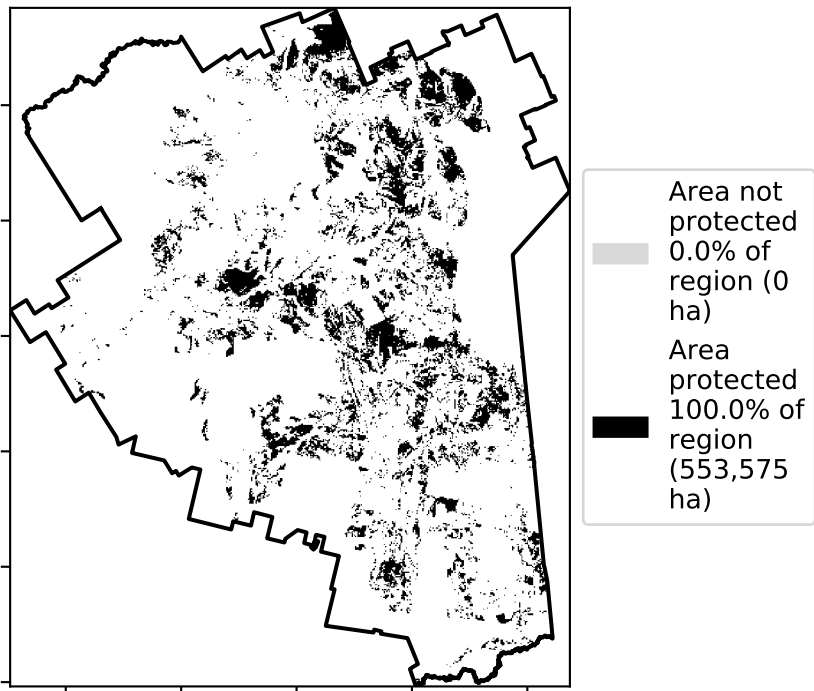 Area not
protected
0.0% of
region (0
ha)
Area
protected
100.0% of
region
(553,575
ha)